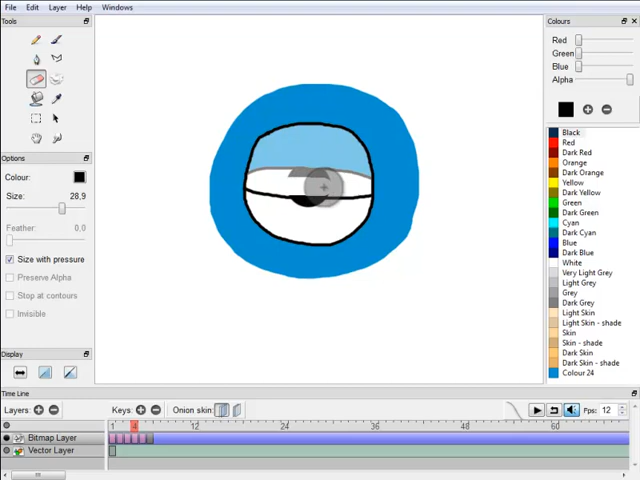 File Edit Layer Help Windows
Tools
Options
Colour:
Size: 28,9
Feather: 0,0
Size with pressure
Preserve Alpha
Stop at contours
Invisible
Display
Colours
Red
Green
Blue
Alpha
Black
Red
Dark Red
Orange
Dark Orange
Yellow
Dark Yellow
Green
Dark Green
Cyan
Dark Cyan
Blue
Dark Blue
White
Very Light Grey
Light Grey
Grey
Dark Grey
Light Skin
Light Skin - shade
Skin
Skin - shade
Dark Skin
Dark Skin - shade
Colour 24
Time Line
Layers: Keys: Onion skin: Fps: 12
1 4 12 24 36 48 60
Bitmap Layer
Vector Layer